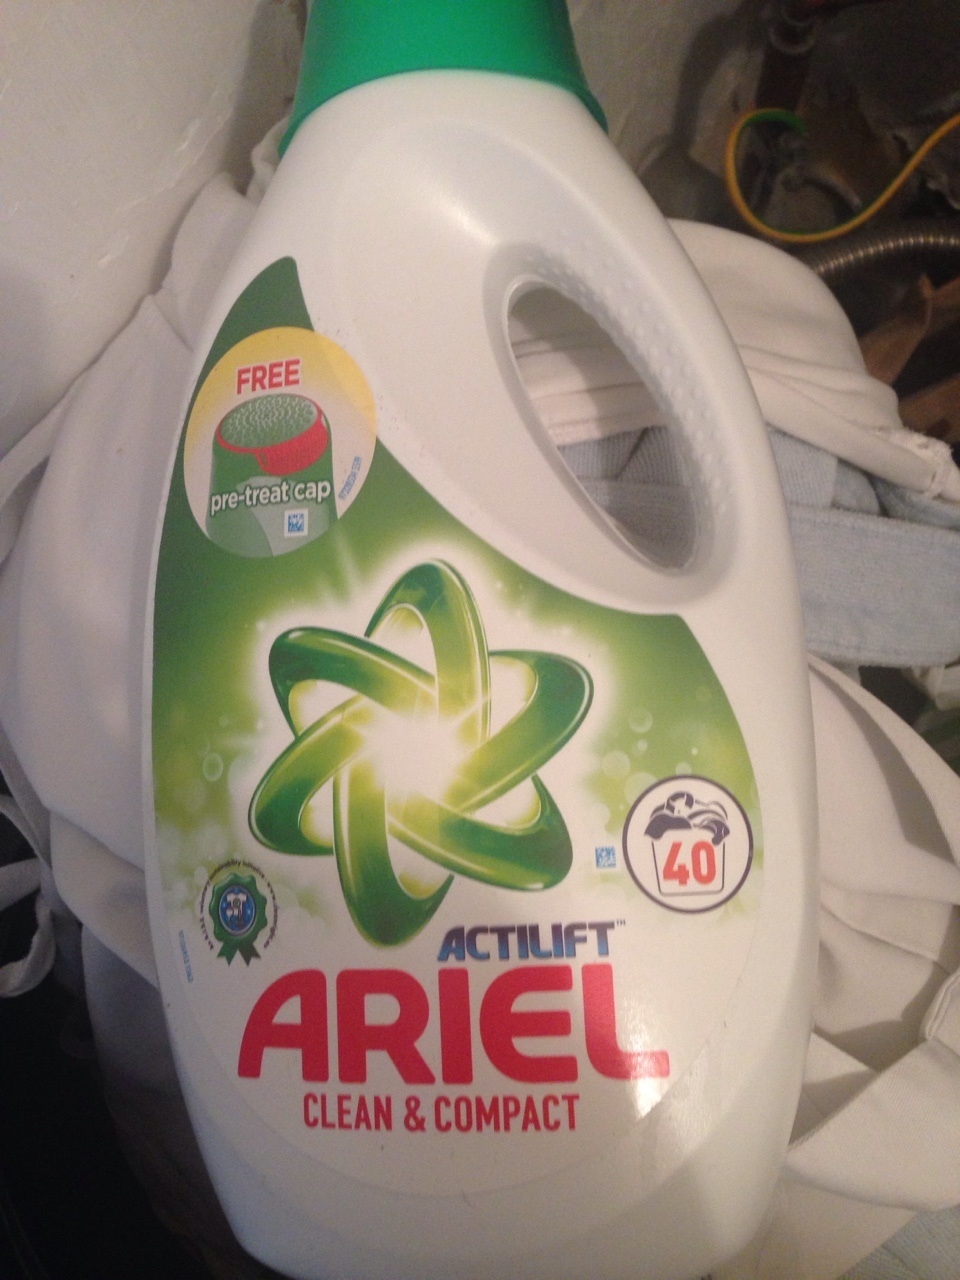 FREE
pre-treat cap
40
ACTILIFT™
ARIEL
CLEAN & COMPACT